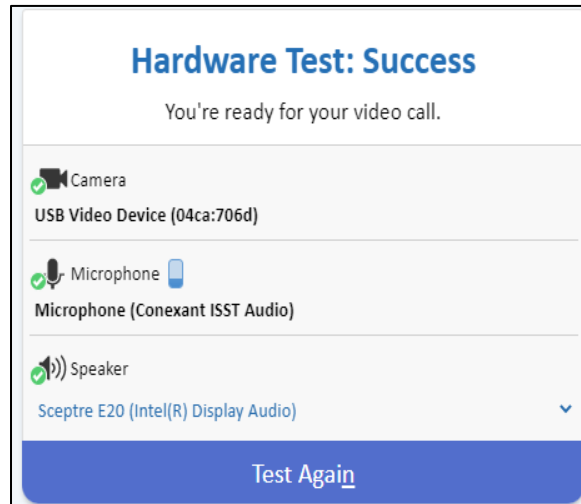 Hardware Test: Success
You're ready for your video call.
Camera
USB Video Device (04ca:706d)
Microphone
Microphone (Conexant ISST Audio)
Speaker
Sceptre E20 (Intel(R) Display Audio)
Test Again